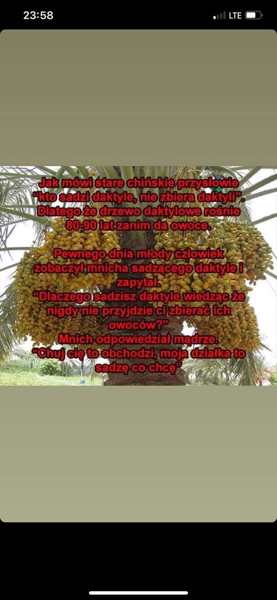 23:58
LTE
Jak mówi stare chińskie przysłowie
"kto sadzi daktyle, nie zbiera daktyli".
Dlatego że drzewo daktylowe rośnie
80-90 lat zanim da owoce.
Pewnego dnia młody człowiek
zobaczył mnicha sadzącego daktyle i
zapytał.
"Dlaczego sadzisz daktyle wiedząc że
nigdy nie przyjdzie ci zbierać ich
owoców?"
Mnich odpowiedział mądrze.
"Chuj cię to obchodzi, moja działka to
sadzę co chcę"